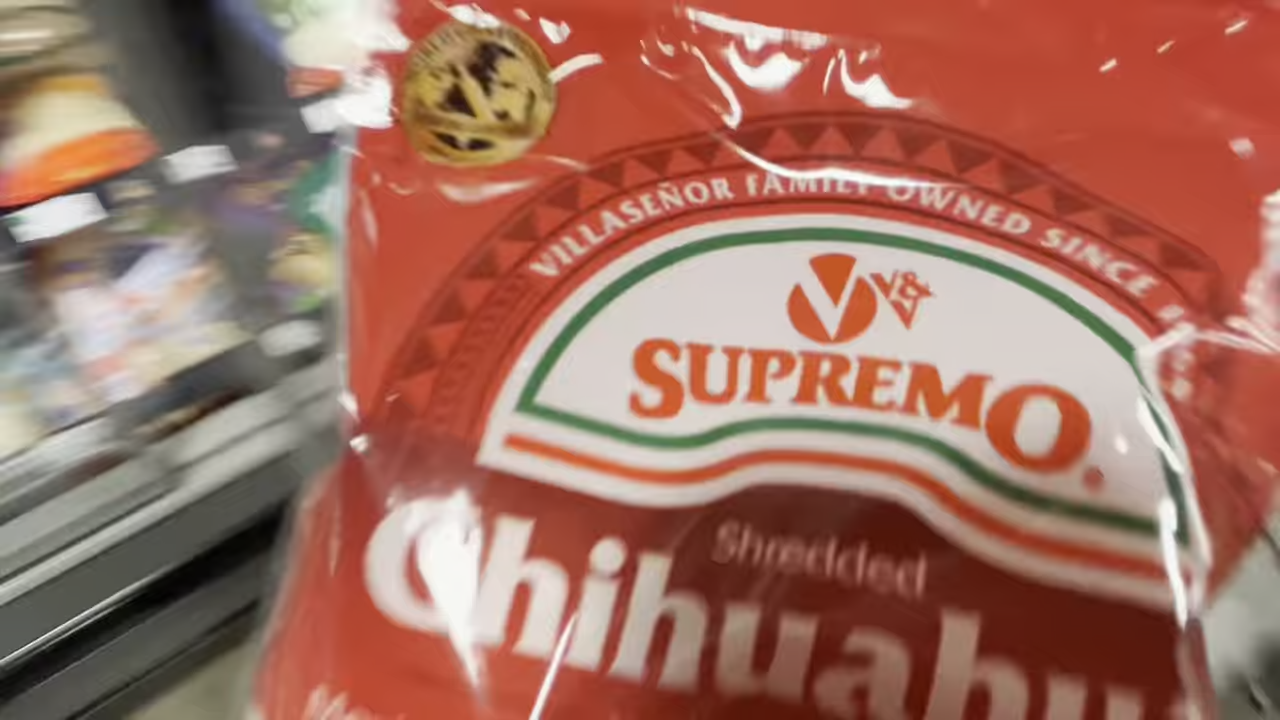 VILLASEÑOR FAMILY OWNED SINCE
V V&V
SUPREMO
Shredded
Chihuahu